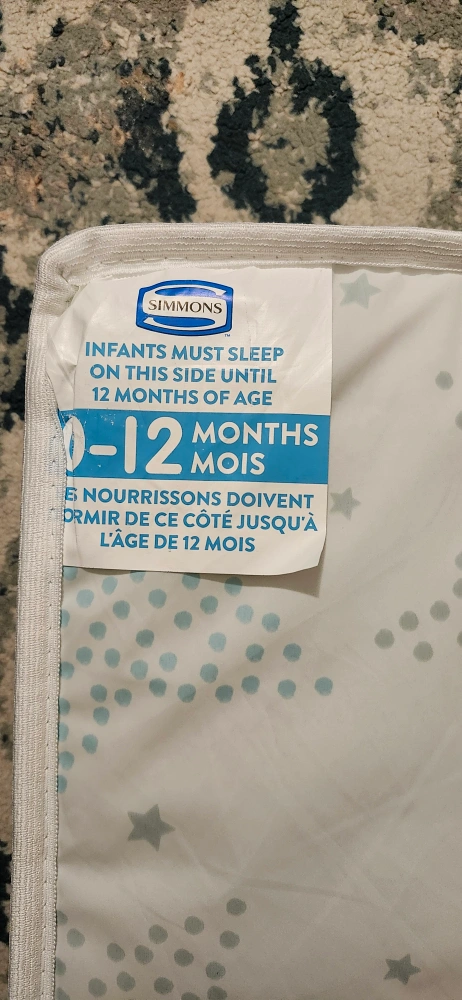 SIMMONS
INFANTS MUST SLEEP
ON THIS SIDE UNTIL
12 MONTHS OF AGE
0-12 MONTHS
MOIS
NOURRISSONS DOIVENT
DE CE CÔTÉ JUSQU'À
L'ÂGE DE 12 MOIS